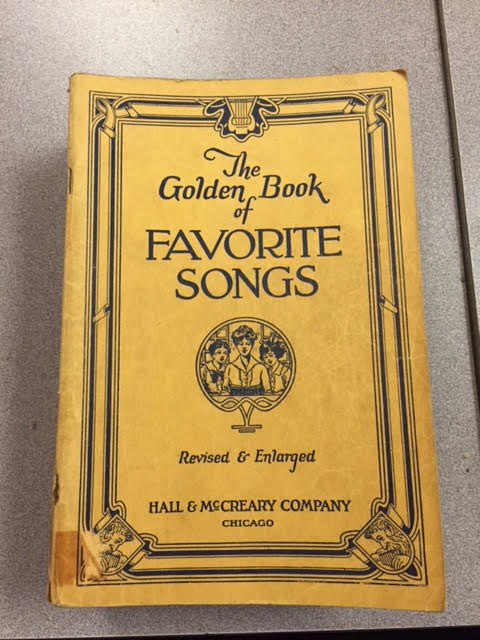 The
Golden Book
of
FAVORITE
SONGS
Revised & Enlarged
HALL & McCREARY COMPANY
CHICAGO